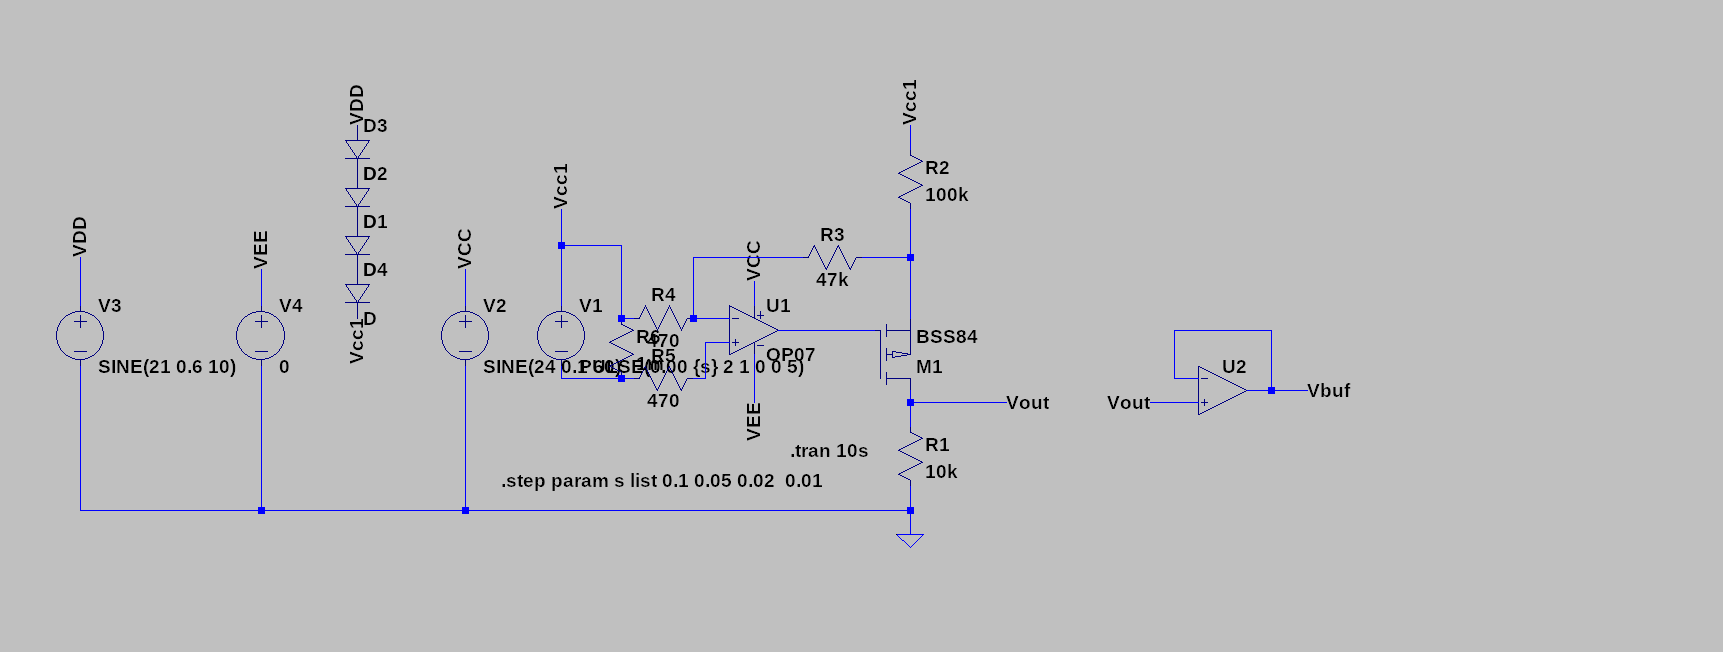 VDD
V3
SINE(21 0.6 10)
VEE
V4
0
VDD
D3
D2
D1
D4
D
Vcc1
VCC
V2
SINE(24 0.1 60)
Vcc1
V1
PULSE(0.00 {s} 2 1 0 0 5)
R4
470
R6
1m
R5
470
VCC
U1
OP07
VEE
R3
47k
Vcc1
R2
100k
BSS84
M1
Vout
R1
10k
.tran 10s
.step param s list 0.1 0.05 0.02  0.01
Vout
U2
Vbuf